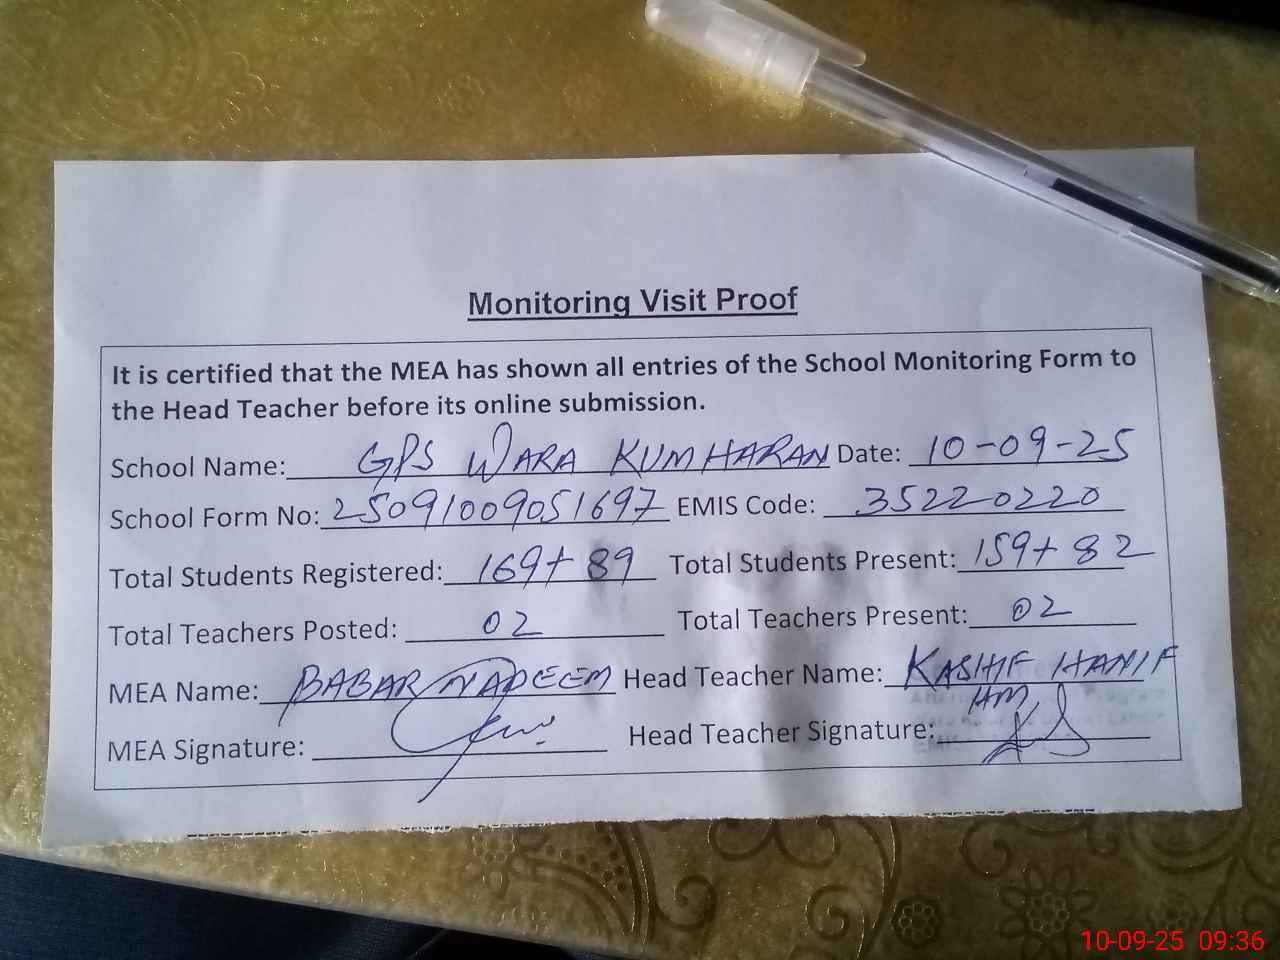 Monitoring Visit Proof
It is certified that the MEA has shown all entries of the School Monitoring Form to
the Head Teacher before its online submission.
School Name: GPS WARA KUMHARAN Date: 10-09-25
School Form No: 25091009051697 EMIS Code: 35220220
Total Students Registered: 169+89 Total Students Present: 159+82
Total Teachers Posted: 02 Total Teachers Present: 02
MEA Name: BABAR NADEEM Head Teacher Name: KASHIF HANIF
HM
MEA Signature: Head Teacher Signature:
10-09-25 09:36